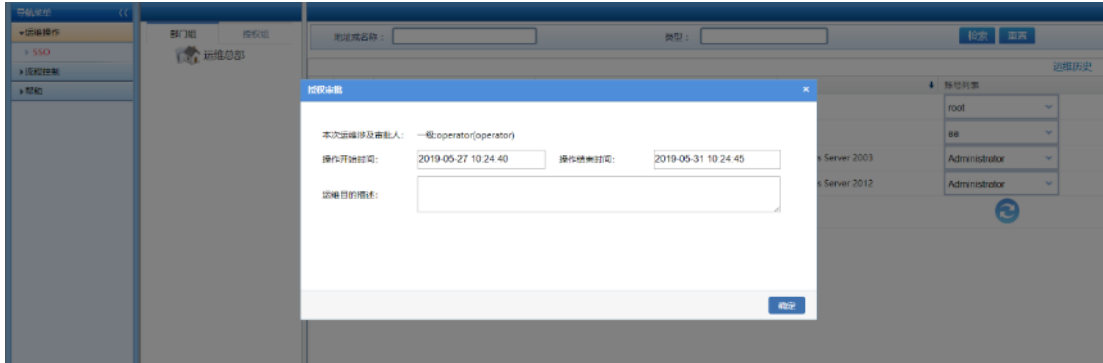 导航菜单 <<
运维操作
SSO
流程控制
帮助
部门组 授权组
运维总部
地址或名称： 类型： 检索 重置
运维历史
账号列表
root
aa
s Server 2003 Administrator
s Server 2012 Administrator
授权审批 ×
本次运维涉及审批人： 一级:operator(operator)
操作开始时间： 2019-05-27 10:24:40 操作结束时间： 2019-05-31 10:24:45
运维目的描述：
确定